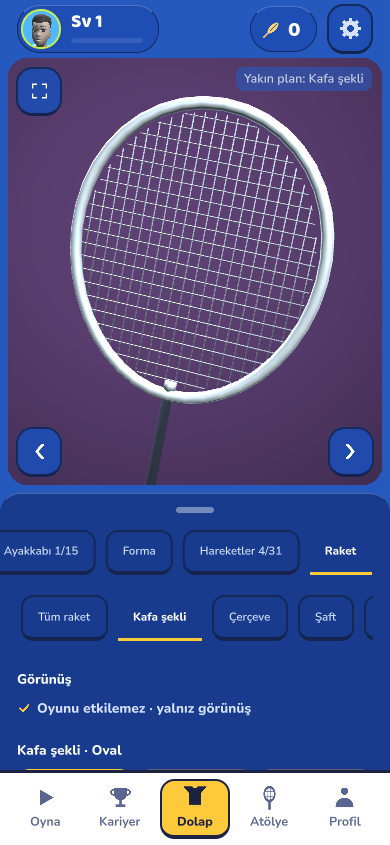 Sv 1
0
Yakın plan: Kafa şekli
Ayakkabı 1/15
Forma
Hareketler 4/31
Raket
Tüm raket
Kafa şekli
Çerçeve
Şaft
Görünüş
Oyunu etkilemez · yalnız görünüş
Kafa şekli · Oval
Oyna
Kariyer
Dolap
Atölye
Profil